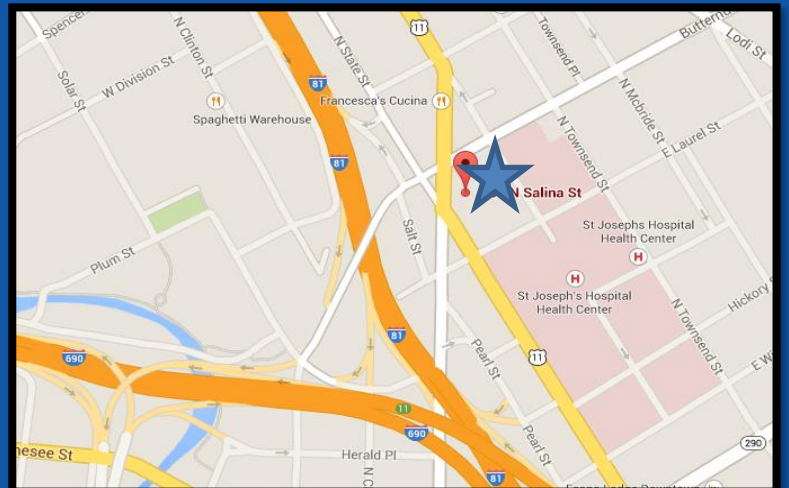 Spencer
Solar St
W Division St
N Clinton St
Spaghetti Warehouse
81
N State St
Francesca's Cucina
11
Townsend Pl
Butternu
Lodi St
N Mcbride St
E Laurel St
N Townsend St
81
N Salina St
Salt St
St Josephs Hospital
Health Center
H
H
St Joseph's Hospital
Health Center
Hickory
N Townsend St
Plum St
690
81
Pearl St
11
E W
11
690
Herald Pl
nesee St
N C
81
Pearl St
290